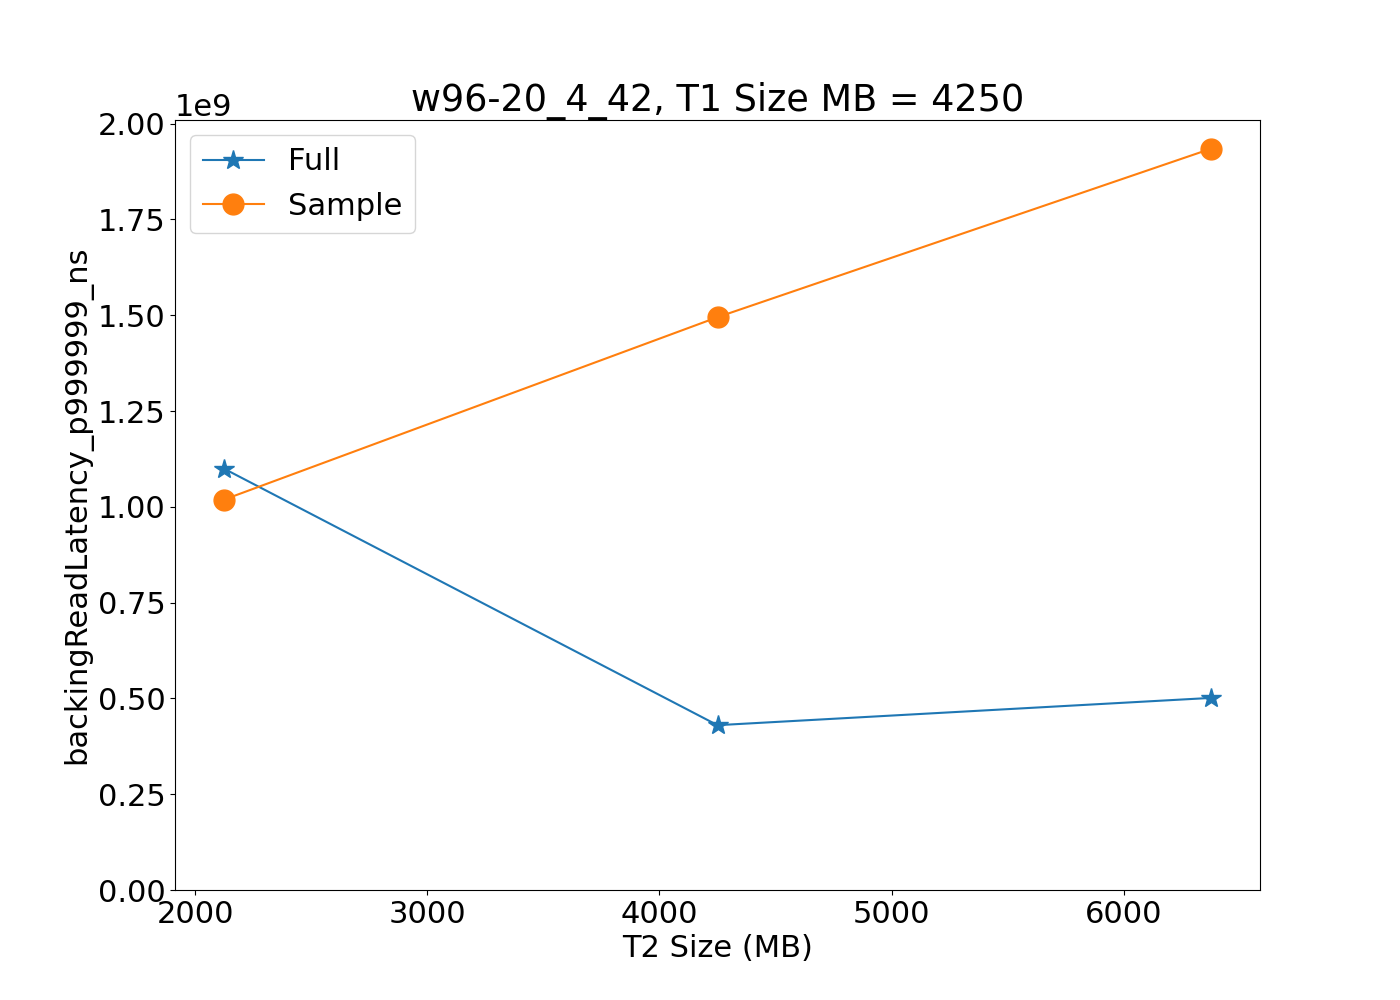 w96-20_4_42, T1 Size MB = 4250
1e9
Full
Sample
2.00
1.75
1.50
1.25
1.00
0.75
0.50
0.25
0.00
backingReadLatency_p999999_ns
2000 3000 4000 5000 6000
T2 Size (MB)